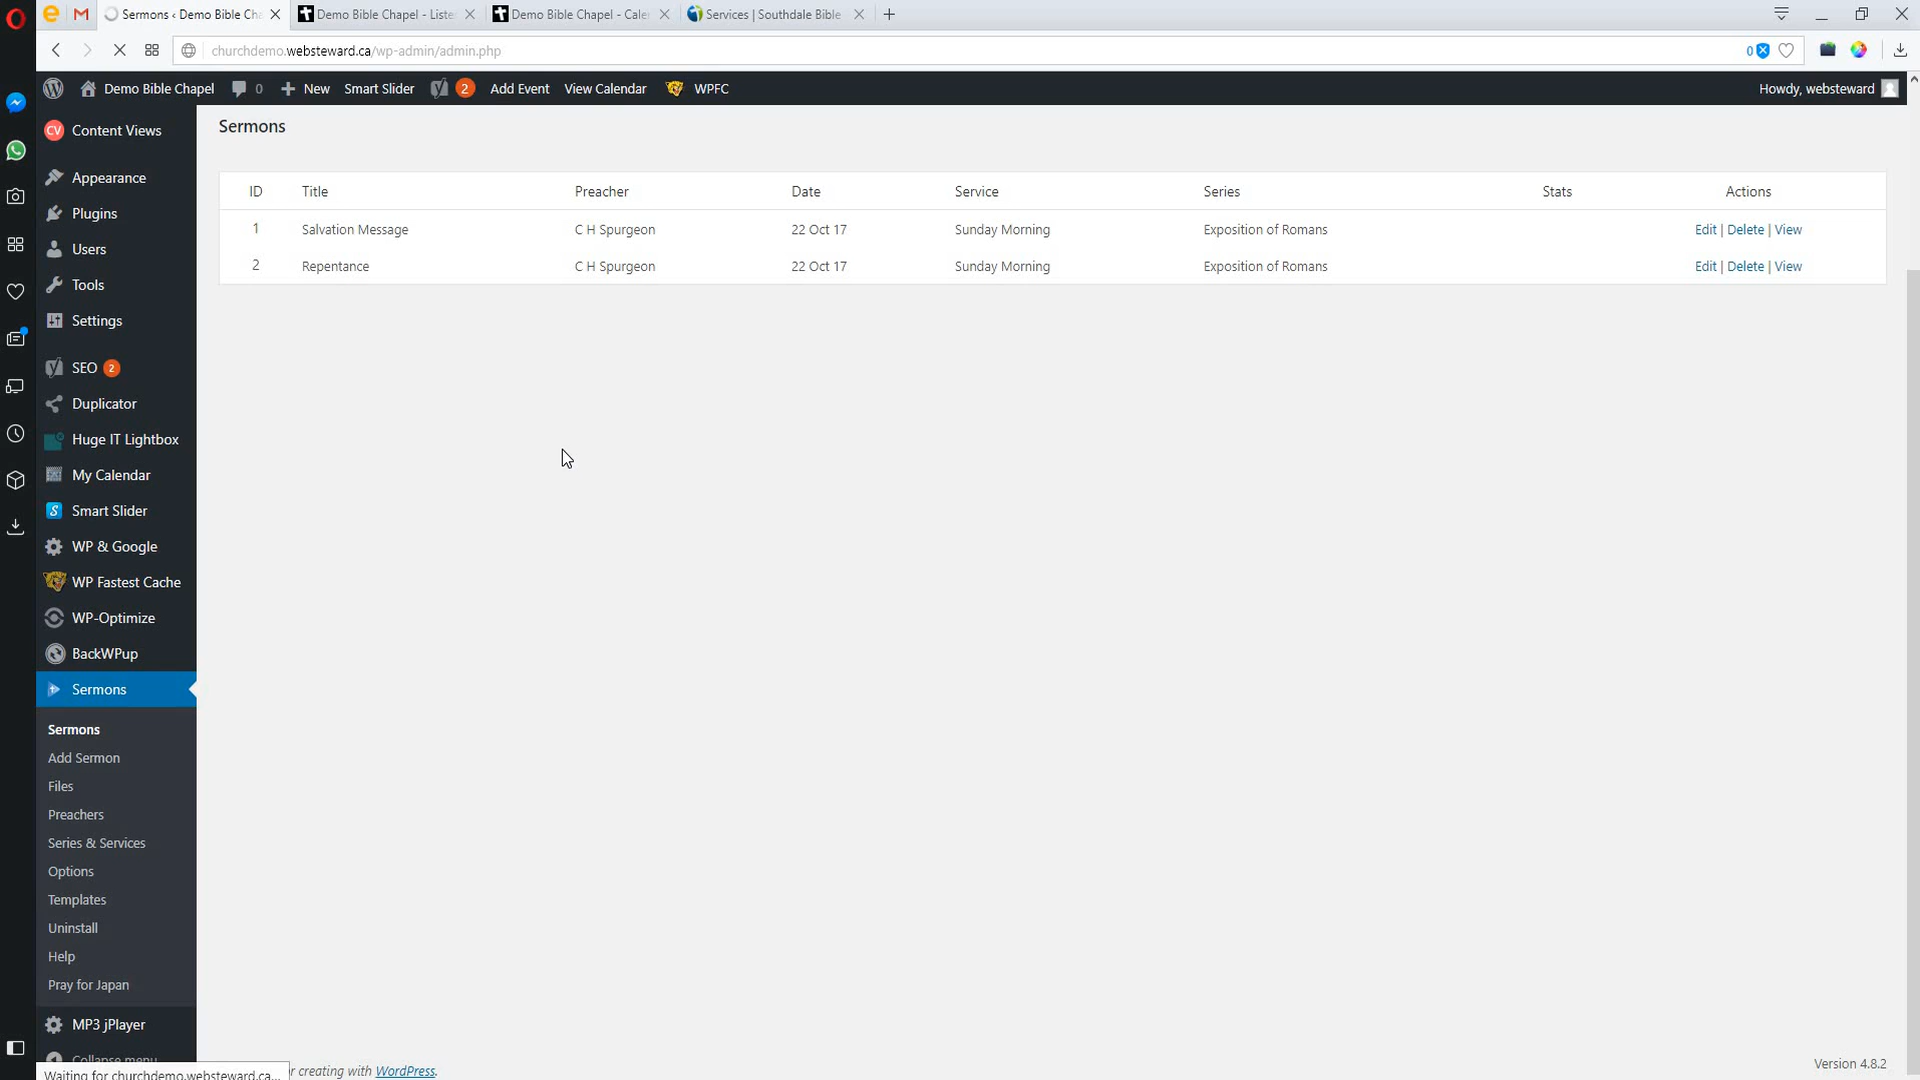 Sermons ‹ Demo Bible Cha
Demo Bible Chapel - Liste
Demo Bible Chapel - Cale
Services | Southdale Bible
churchdemo.websteward.ca/wp-admin/admin.php
0
Demo Bible Chapel
0
New
Smart Slider
2
Add Event
View Calendar
WPFC
Howdy, websteward
CV
Content Views
Appearance
Plugins
Users
Tools
Settings
SEO 2
Duplicator
Huge IT Lightbox
My Calendar
Smart Slider
WP & Google
WP Fastest Cache
WP-Optimize
BackWPup
Sermons
Sermons
Add Sermon
Files
Preachers
Series & Services
Options
Templates
Uninstall
Help
Pray for Japan
MP3 jPlayer
Collapse menu
Sermons
ID Title Preacher Date Service Series Stats Actions
1 Salvation Message C H Spurgeon 22 Oct 17 Sunday Morning Exposition of Romans Edit | Delete | View
2 Repentance C H Spurgeon 22 Oct 17 Sunday Morning Exposition of Romans Edit | Delete | View
Waiting for churchdemo.websteward.ca...
r creating with WordPress.
Version 4.8.2